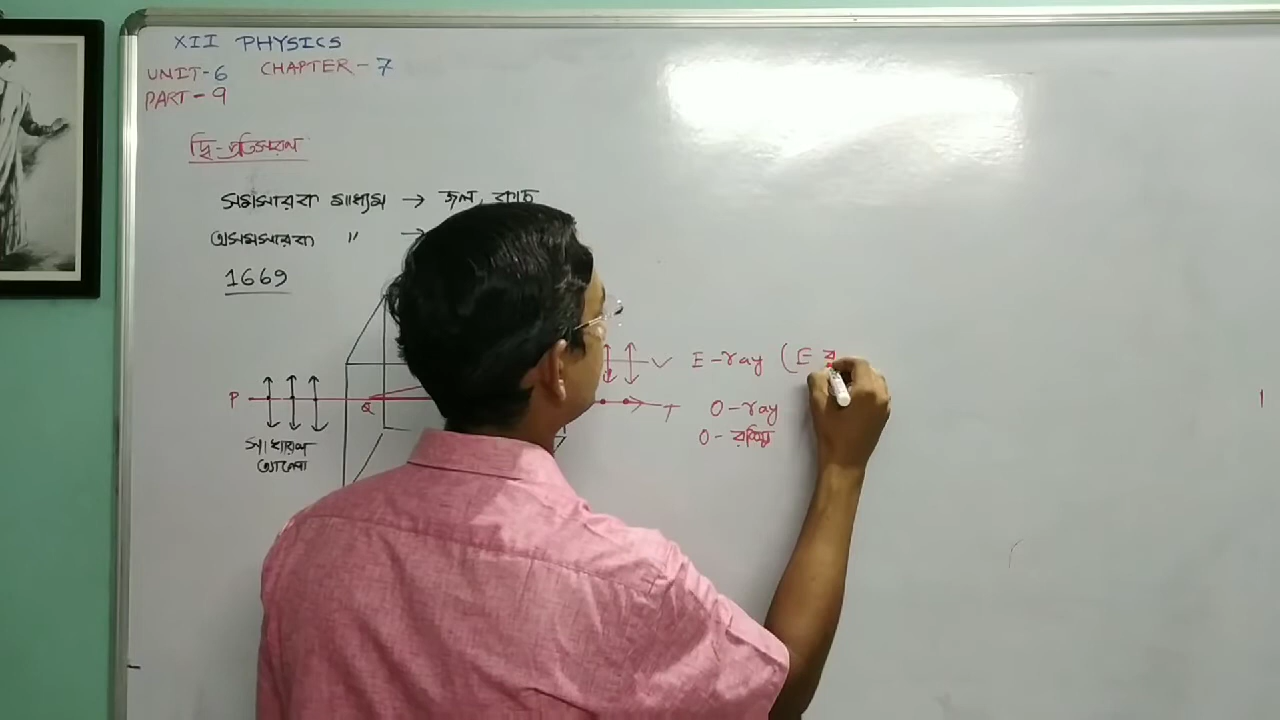 XII PHYSICS
UNIT-6 CHAPTER-7
PART-9
দ্বি-প্রতিসরণ
সমসারক মাধ্যম → জল, কাচ
অসমসারক " →
1669
V E-ray (E র
P Q T O-ray
O- রশ্মি
সাধারণ
আলো